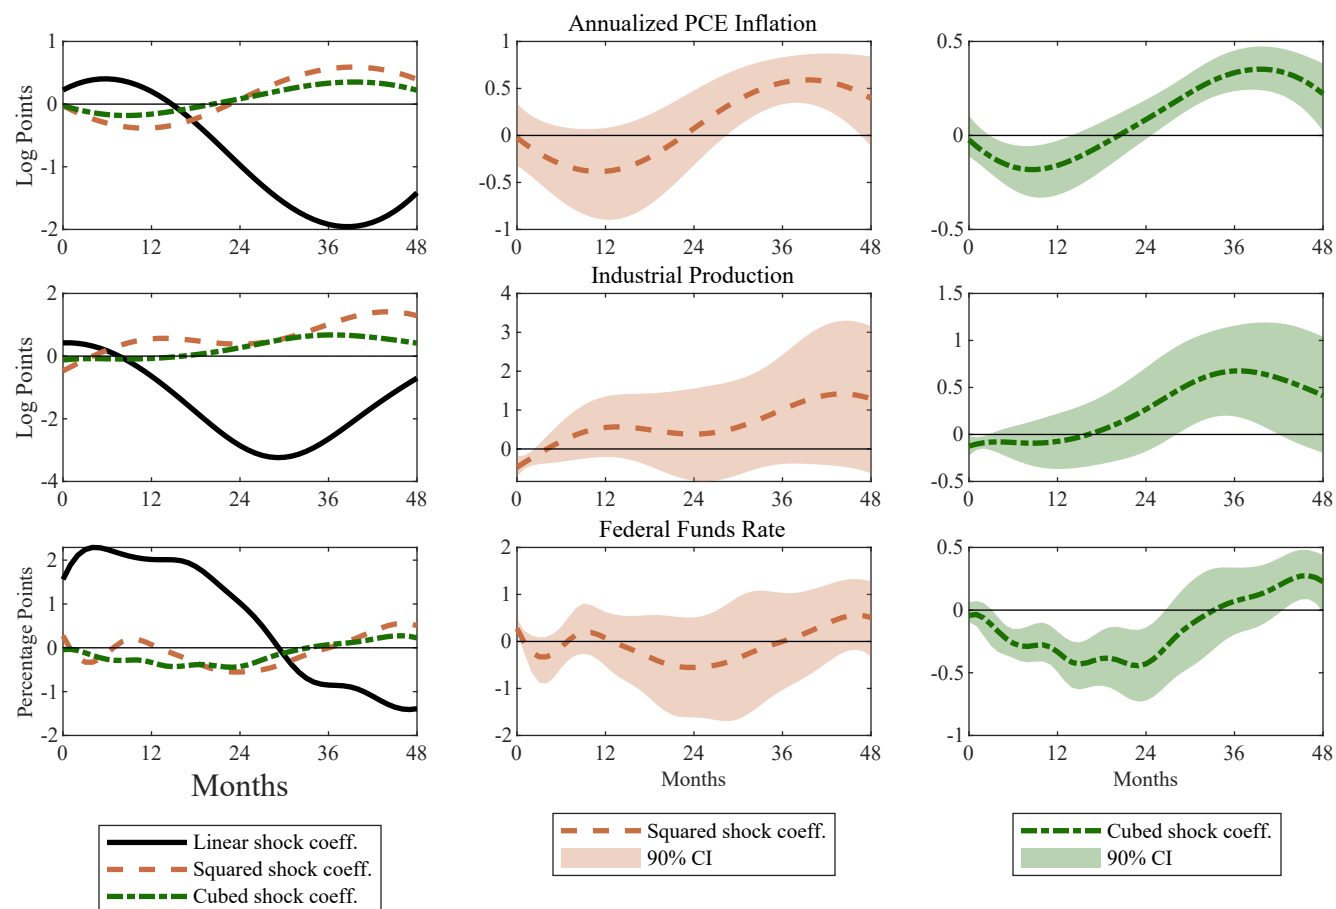 Annualized PCE Inflation
Log Points
1
0
-1
-2
0 12 24 36 48
1
0.5
0
-0.5
-1
0 12 24 36 48
0.5
0
-0.5
0 12 24 36 48
Industrial Production
Log Points
2
0
-2
-4
0 12 24 36 48
4
3
2
1
0
0 12 24 36 48
1.5
1
0.5
0
-0.5
0 12 24 36 48
Federal Funds Rate
Percentage Points
2
1
0
-1
-2
0 12 24 36 48
Months
2
1
0
-1
-2
0 12 24 36 48
Months
0.5
0
-0.5
-1
0 12 24 36 48
Months
Linear shock coeff.
Squared shock coeff.
Cubed shock coeff.
Squared shock coeff.
90% CI
Cubed shock coeff.
90% CI